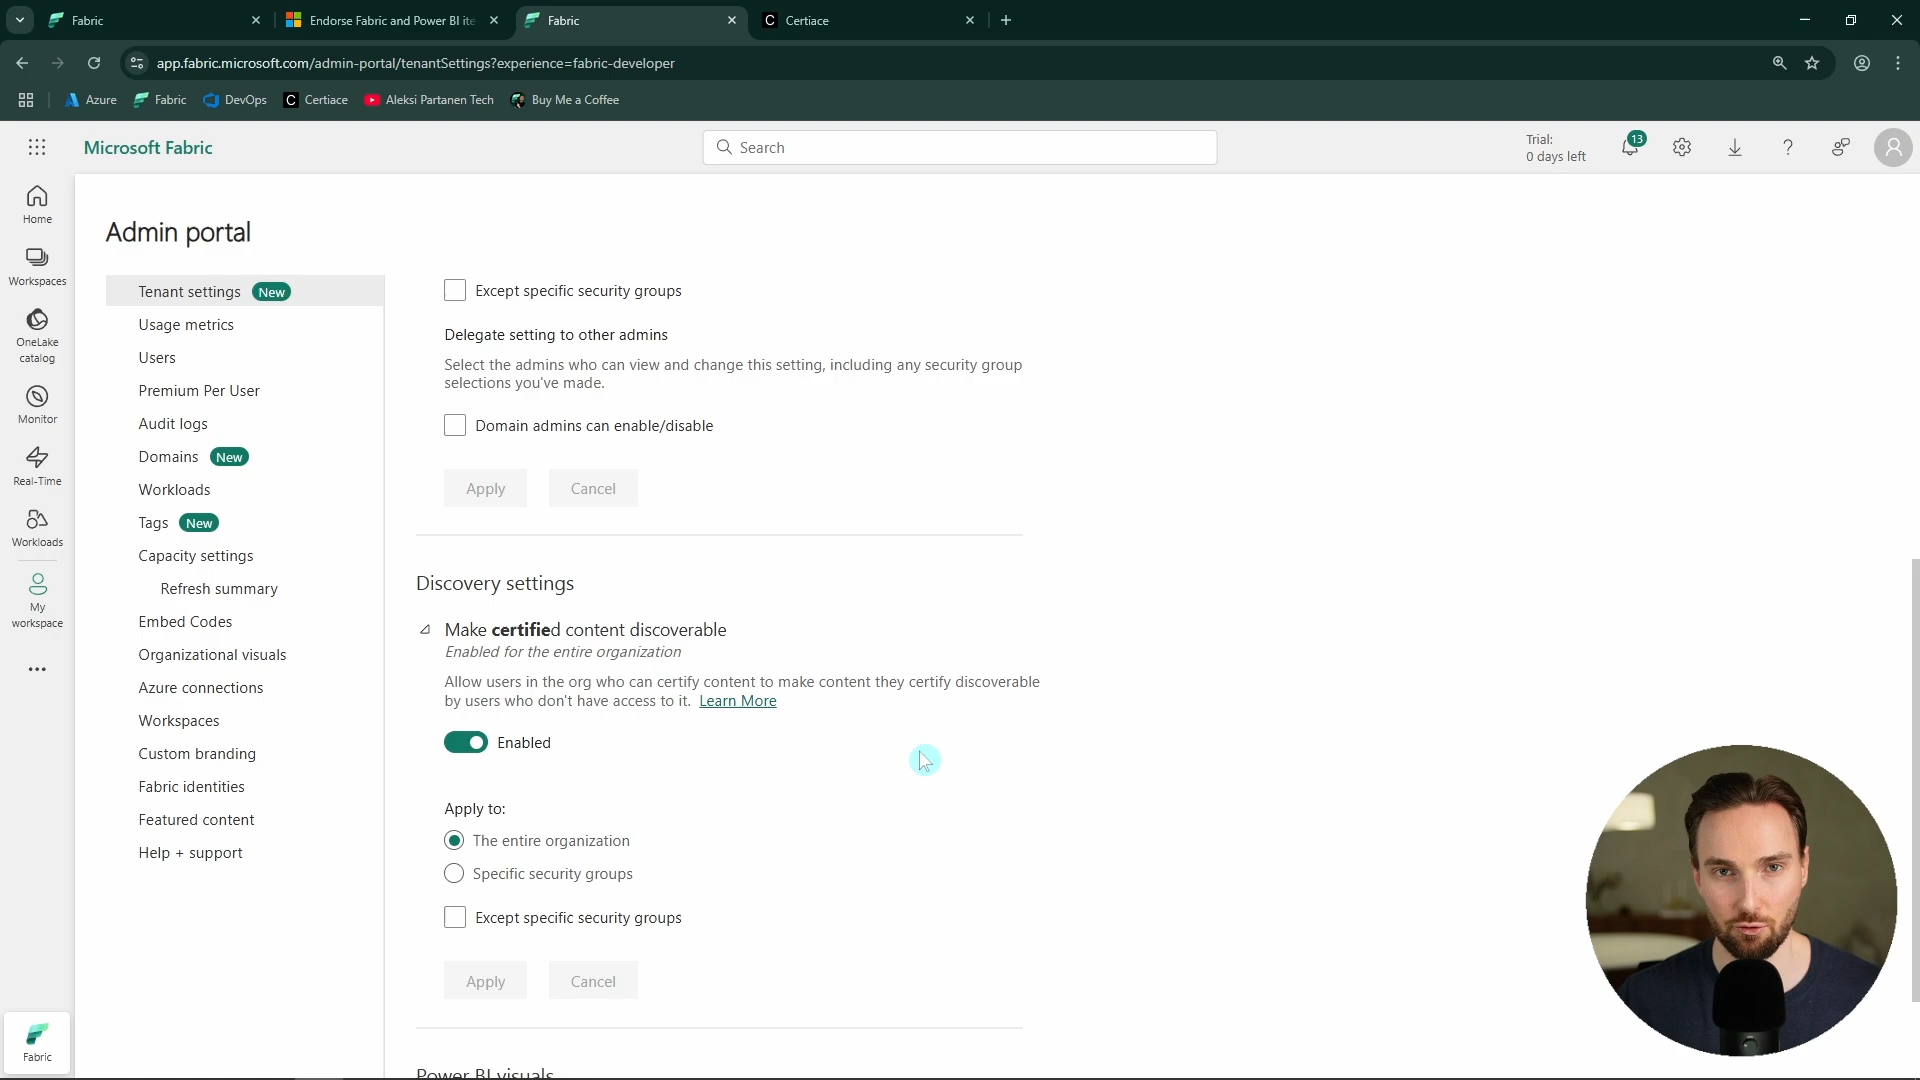 Fabric
Endorse Fabric and Power BI ite
Fabric
Certiace
app.fabric.microsoft.com/admin-portal/tenantSettings?experience=fabric-developer
Azure
Fabric
DevOps
Certiace
Aleksi Partanen Tech
Buy Me a Coffee
Microsoft Fabric
Search
Trial:
0 days left
13
Home
Workspaces
OneLake
catalog
Monitor
Real-Time
Workloads
My
workspace
Fabric
Admin portal
Tenant settings New
Usage metrics
Users
Premium Per User
Audit logs
Domains New
Workloads
Tags New
Capacity settings
Refresh summary
Embed Codes
Organizational visuals
Azure connections
Workspaces
Custom branding
Fabric identities
Featured content
Help + support
Except specific security groups
Delegate setting to other admins
Select the admins who can view and change this setting, including any security group
selections you've made.
Domain admins can enable/disable
Apply Cancel
Discovery settings
Make certified content discoverable
Enabled for the entire organization
Allow users in the org who can certify content to make content they certify discoverable
by users who don't have access to it. Learn More
Enabled
Apply to:
The entire organization
Specific security groups
Except specific security groups
Apply Cancel
Power BI visuals